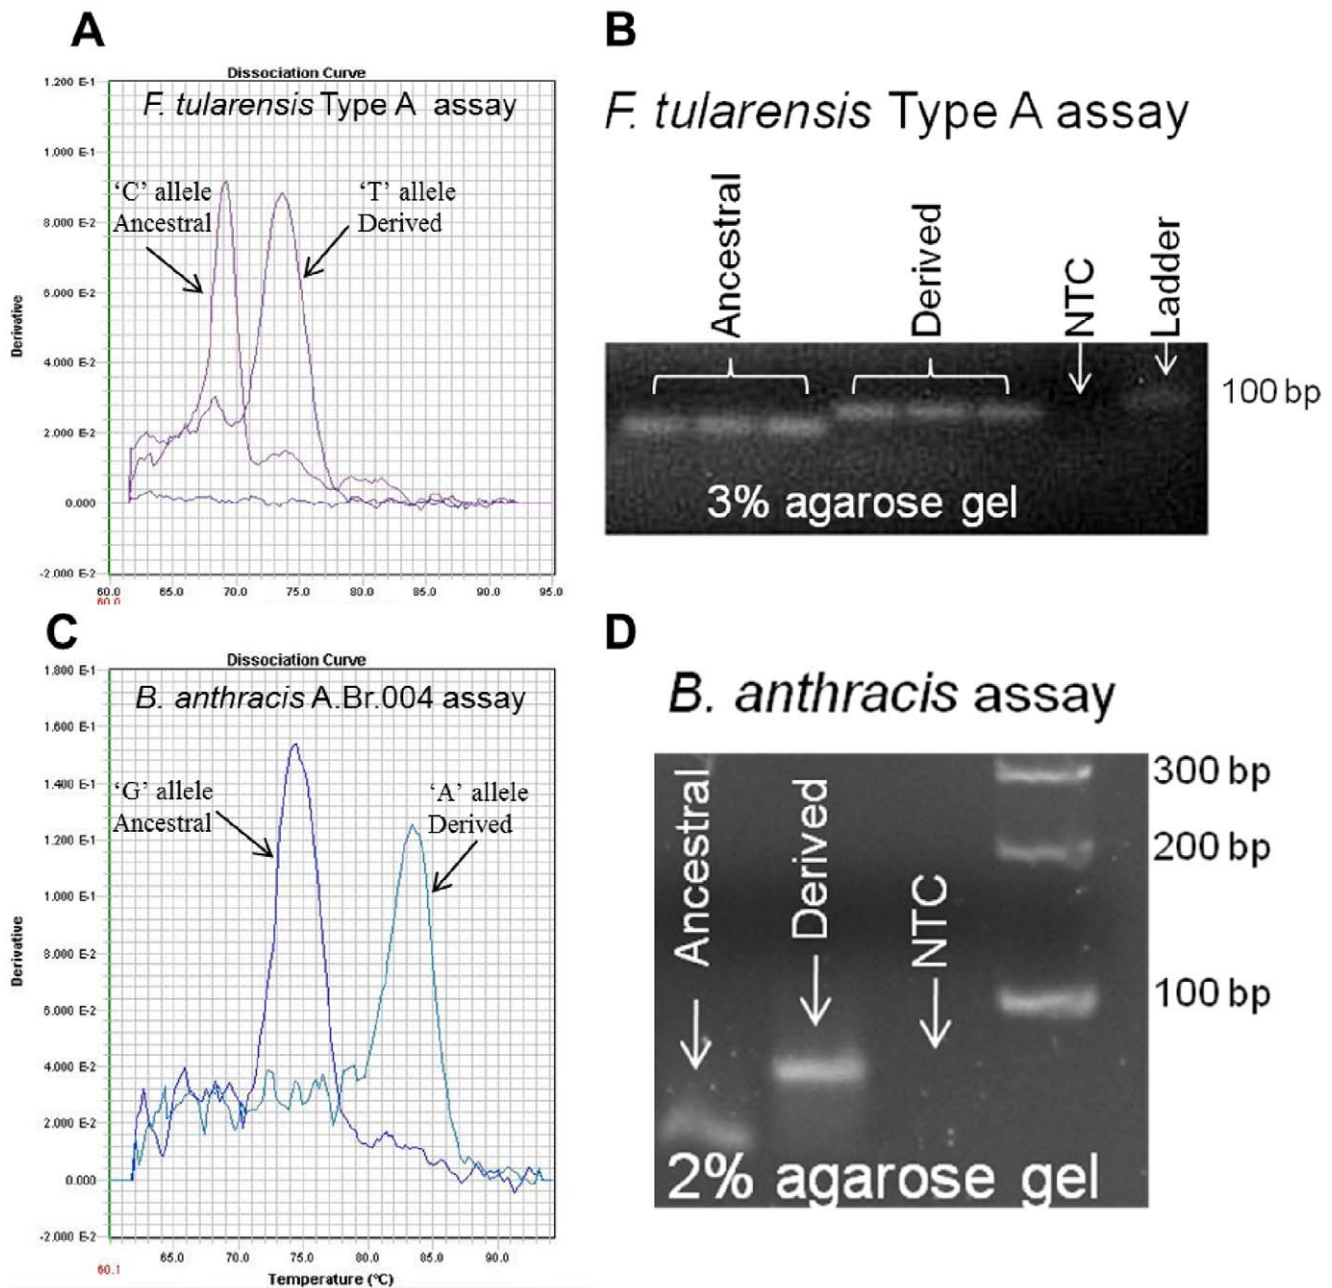 A
Dissociation Curve
F. tularensis Type A assay
1.200 E-1
1.000 E-1
8.000 E-2
6.000 E-2
4.000 E-2
2.000 E-2
0.000
-2.000 E-2
Derivative
‘C’ allele
Ancestral
‘T’ allele
Derived
60.0 65.0 70.0 75.0 80.0 85.0 90.0 95.0
60.0
B
F. tularensis Type A assay
Ancestral
Derived
NTC
Ladder
100 bp
3% agarose gel
C
Dissociation Curve
B. anthracis A.Br.004 assay
1.800 E-1
1.600 E-1
1.400 E-1
1.200 E-1
1.000 E-1
8.000 E-2
6.000 E-2
4.000 E-2
2.000 E-2
0.000
-2.000 E-2
Derivative
‘G’ allele
Ancestral
‘A’ allele
Derived
65.0 70.0 75.0 80.0 85.0 90.0
60.1
Temperature (°C)
D
B. anthracis assay
Ancestral
Derived
NTC
300 bp
200 bp
100 bp
2% agarose gel